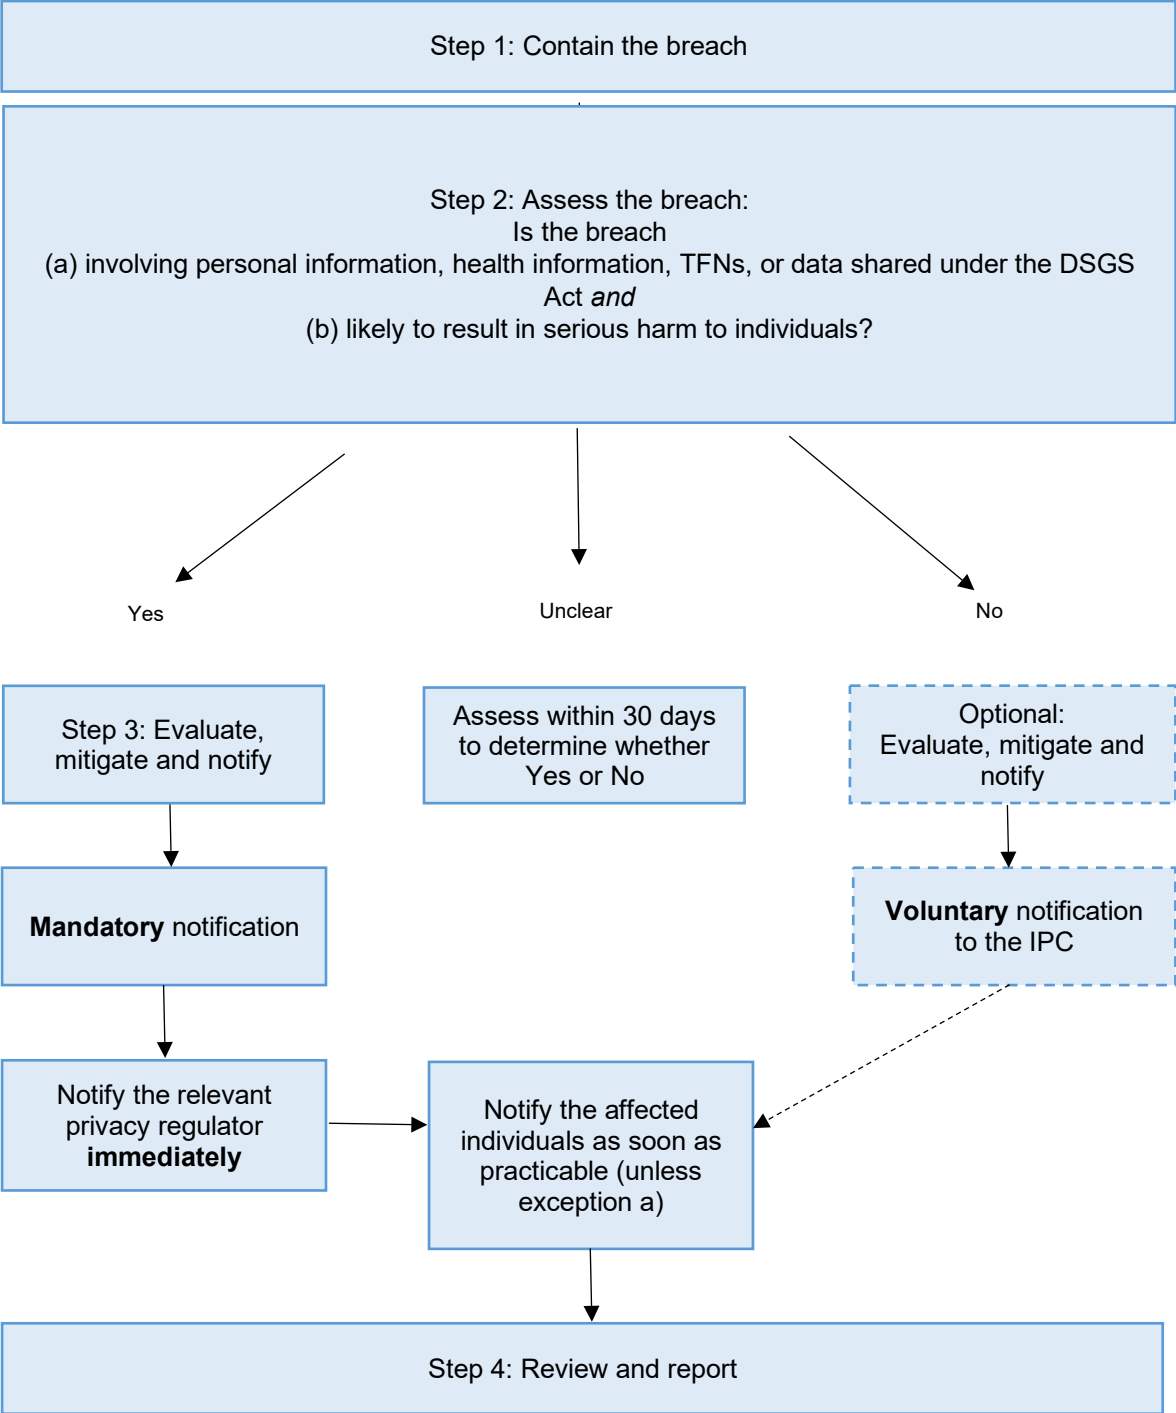 Step 1: Contain the breach
Step 2: Assess the breach:
Is the breach
(a) involving personal information, health information, TFNs, or data shared under the DSGS
Act and
(b) likely to result in serious harm to individuals?
Yes
Unclear
No
Step 3: Evaluate,
mitigate and notify
Assess within 30 days
to determine whether
Yes or No
Optional:
Evaluate, mitigate and
notify
Mandatory notification
Voluntary notification
to the IPC
Notify the relevant
privacy regulator
immediately
Notify the affected
individuals as soon as
practicable (unless
exception a)
Step 4: Review and report